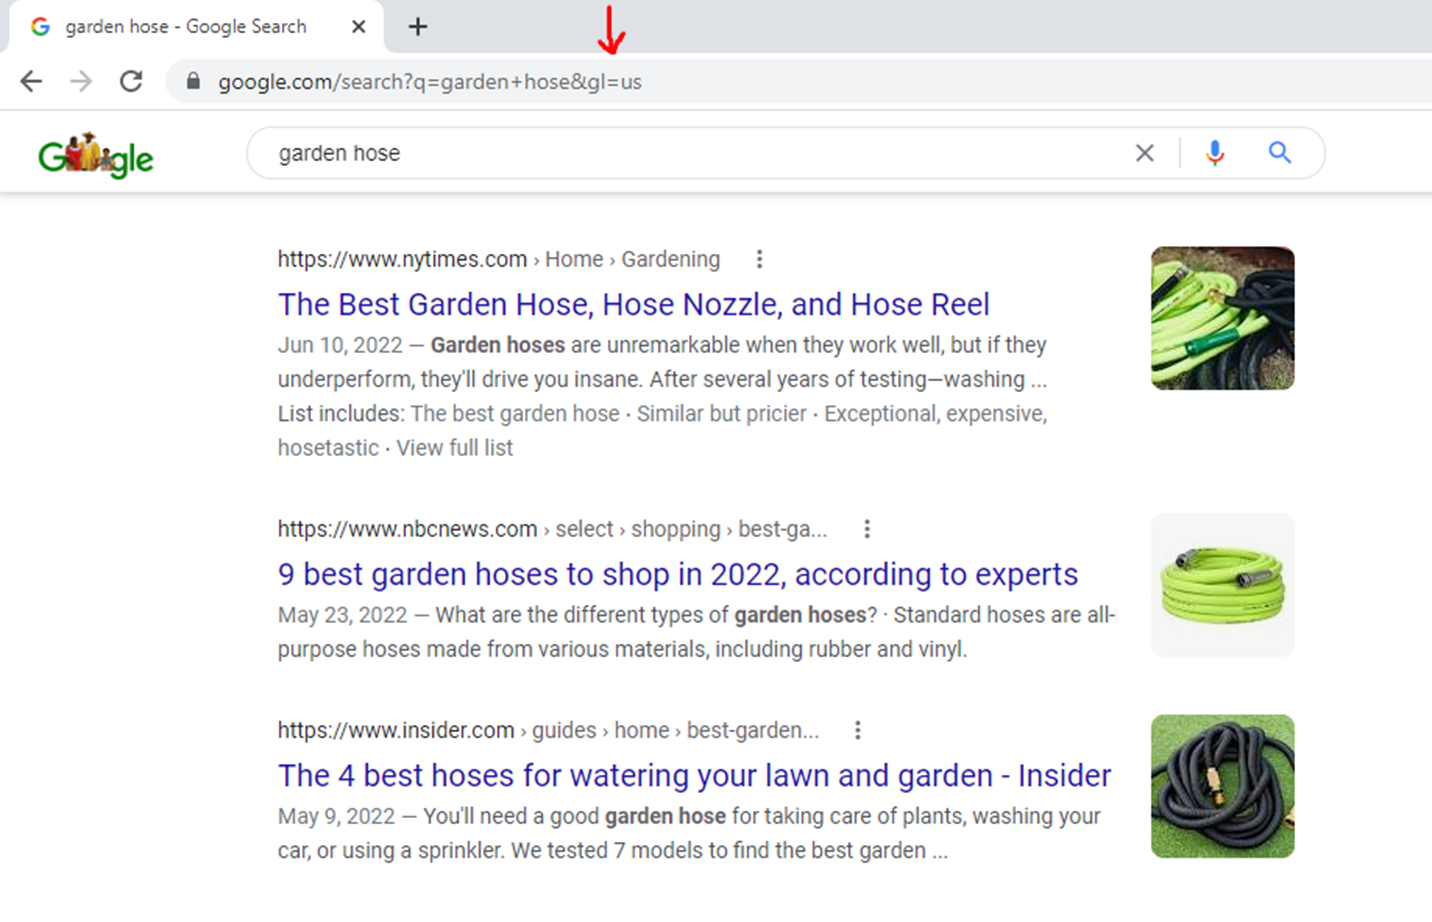 garden hose - Google Search
google.com/search?q=garden+hose&gl=us
Google
garden hose
https://www.nytimes.com › Home › Gardening
The Best Garden Hose, Hose Nozzle, and Hose Reel
Jun 10, 2022 — Garden hoses are unremarkable when they work well, but if they
underperform, they'll drive you insane. After several years of testing—washing ...
List includes: The best garden hose · Similar but pricier · Exceptional, expensive,
hosetastic · View full list
https://www.nbcnews.com › select › shopping › best-ga...
9 best garden hoses to shop in 2022, according to experts
May 23, 2022 — What are the different types of garden hoses? · Standard hoses are all-
purpose hoses made from various materials, including rubber and vinyl.
https://www.insider.com › guides › home › best-garden...
The 4 best hoses for watering your lawn and garden - Insider
May 9, 2022 — You'll need a good garden hose for taking care of plants, washing your
car, or using a sprinkler. We tested 7 models to find the best garden ...